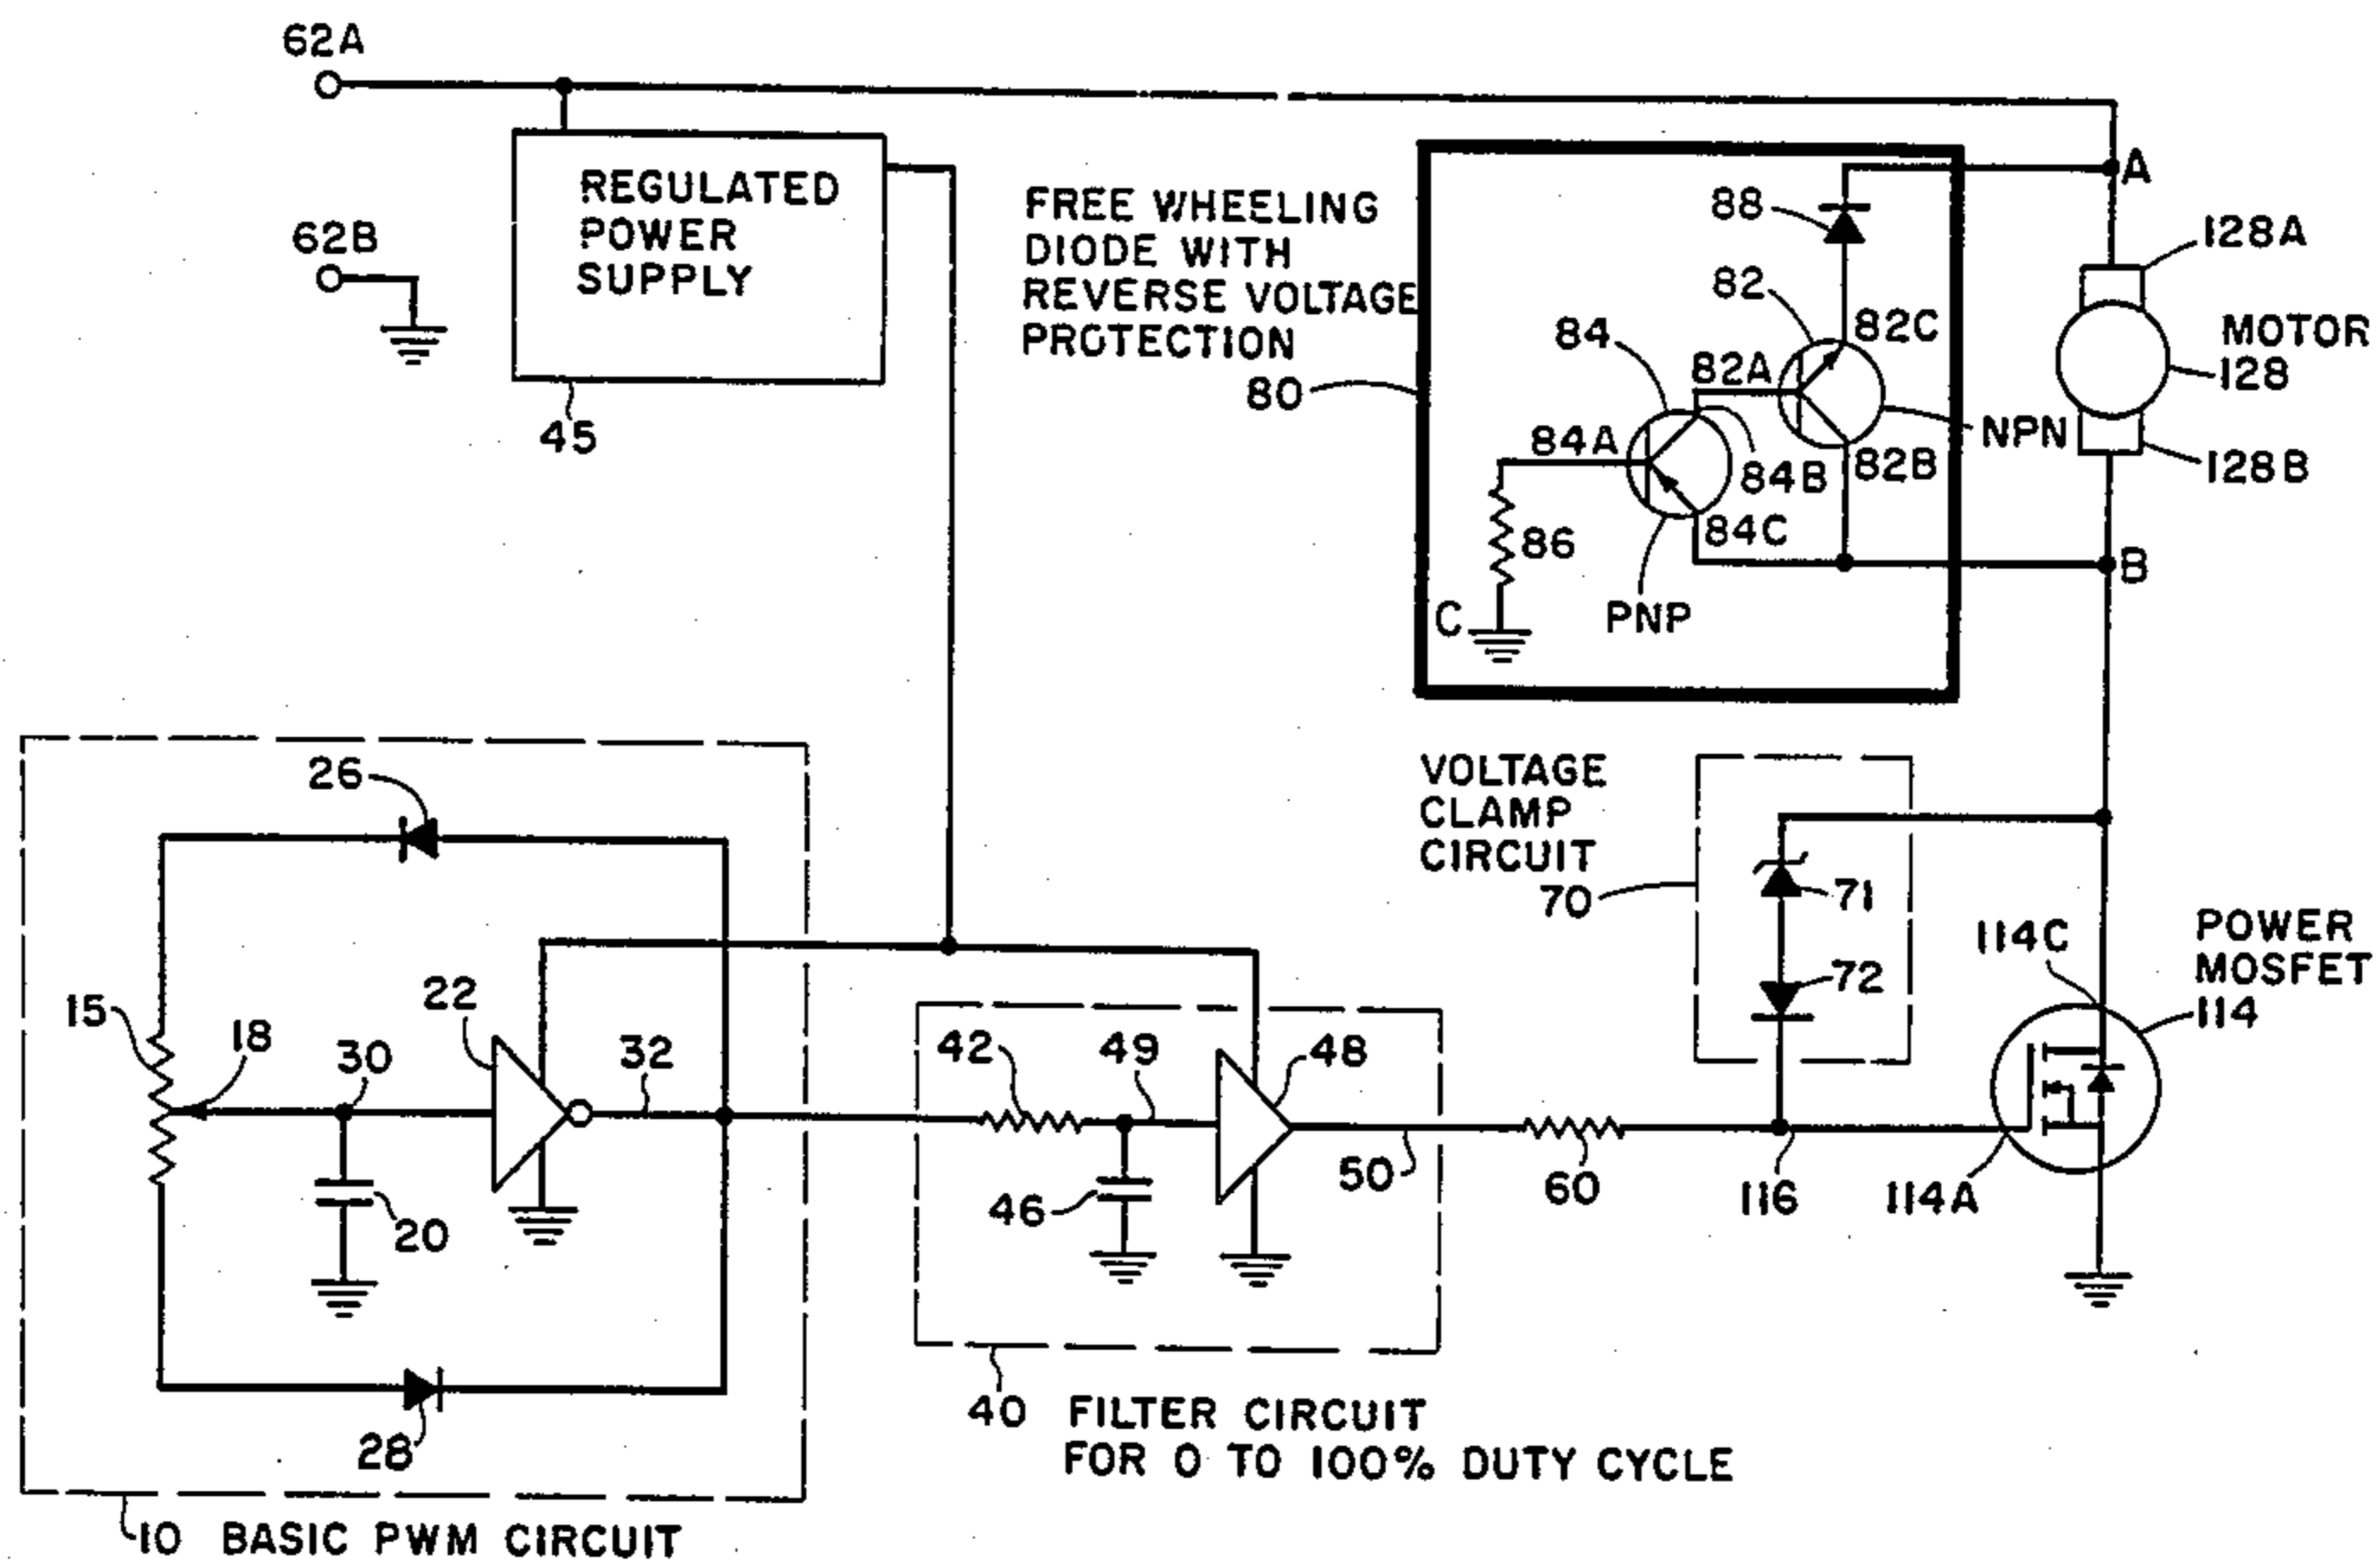 62A
62B
REGULATED
POWER
SUPPLY
45
FREE WHEELING
DIODE WITH
REVERSE VOLTAGE
PROTECTION
80
88
82
82C
84
82A
NPN
84A
84B
82B
84C
86
C
PNP
A
128A
MOTOR
128
128B
B
26
15
18
30
22
32
20
28
10 BASIC PWM CIRCUIT
42
49
48
46
50
40 FILTER CIRCUIT
FOR 0 TO 100% DUTY CYCLE
VOLTAGE
CLAMP
CIRCUIT
70
71
72
60
116
114A
114C
POWER
MOSFET
114